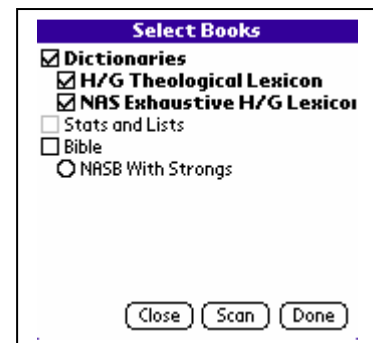 Select Books
Dictionaries
H/G Theological Lexicon
NAS Exhaustive H/G Lexicon
Stats and Lists
Bible
NASB With Strongs
Close Scan Done